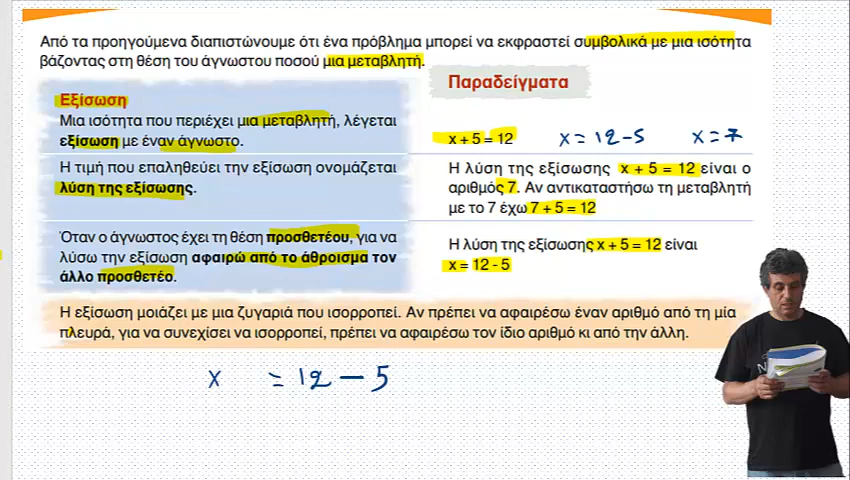 Από τα προηγούμενα διαπιστώνουμε ότι ένα πρόβλημα μπορεί να εκφραστεί συμβολικά με μια ισότητα
βάζοντας στη θέση του άγνωστου ποσού μια μεταβλητή.
Παραδείγματα
Εξίσωση
Μια ισότητα που περιέχει μια μεταβλητή, λέγεται
εξίσωση με έναν άγνωστο.
x + 5 = 12 x = 12 - 5 x = 7
Η τιμή που επαληθεύει την εξίσωση ονομάζεται
λύση της εξίσωσης.
Η λύση της εξίσωσης x + 5 = 12 είναι ο
αριθμός 7. Αν αντικαταστήσω τη μεταβλητή
με το 7 έχω 7 + 5 = 12
Όταν ο άγνωστος έχει τη θέση προσθετέου, για να
λύσω την εξίσωση αφαιρώ από το άθροισμα τον
άλλο προσθετέο.
Η λύση της εξίσωσης x + 5 = 12 είναι
x = 12 - 5
Η εξίσωση μοιάζει με μια ζυγαριά που ισορροπεί. Αν πρέπει να αφαιρέσω έναν αριθμό από τη μία
πλευρά, για να συνεχίσει να ισορροπεί, πρέπει να αφαιρέσω τον ίδιο αριθμό κι από την άλλη.
x = 12 - 5